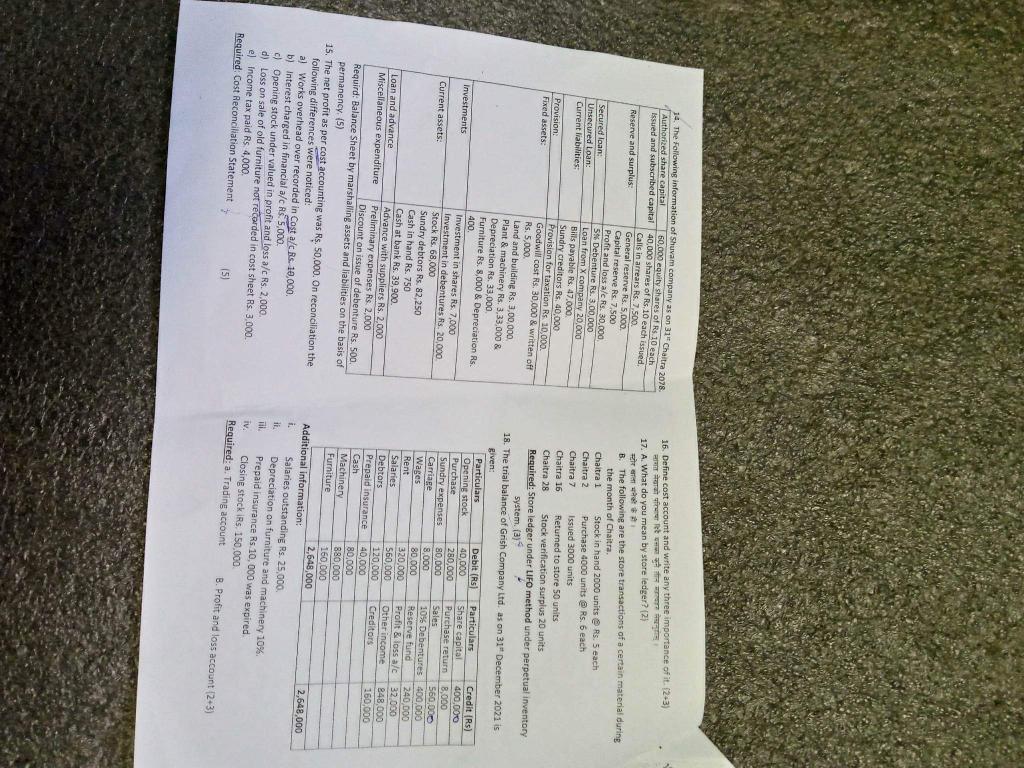 14. The Following information of Shuvam company as on 31st Chaitra 2078.
Authorized share capital 60,000 equity shares of Rs.10 each
Issued and subscribed capital 40,000 shares of Rs.10 each issued.
Calls in arrears Rs. 7,500.
Reserve and surplus: General reserve Rs. 5,000.
Capital reserve Rs. 7,500
Profit and loss a/c Rs. 30,000.
Secured loan: 5% Debenture Rs. 3,00,000
Unsecured Loan: Loan from X company 20,000
Current liabilities: Bills payable Rs. 47,000.
Sundry creditors Rs. 40,000
Provision: Provision for taxation Rs. 10,000.
Fixed assets: Goodwill cost Rs. 30,000 & written off
Rs. 5,000.
Land and building Rs. 3,00,000.
Plant & machinery Rs. 3,33,000 &
Depreciation Rs. 33,000.
Furniture Rs. 8,000 & Depreciation Rs.
400.
Investments Investment in shares Rs. 7,000
Investment in debentures Rs. 20,000.
Current assets: Stock Rs. 68,000
Sundry debtors Rs. 82,250
Cash in hand Rs. 750
Cash at bank Rs. 39,900.
Loan and advance Advance with suppliers Rs. 2,000
Miscellaneous expenditure Preliminary expenses Rs. 2,000
Discount on issue of debenture Rs. 500.
Requird: Balance Sheet by marshalling assets and liabilities on the basis of
permanency. (5)
15. The net profit as per cost accounting was Rs. 50,000. On reconciliation the
following differences were noticed:
a) Works overhead over recorded in Cost a/c Rs. 10,000.
b) Interest charged in financial a/c Rs. 5,000.
c) Opening stock under valued in profit and loss a/c Rs. 2,000.
d) Loss on sale of old furniture not recorded in cost sheet Rs. 3,000.
e) Income tax paid Rs. 4,000.
Required: Cost Reconciliation Statement (5)
16. Define cost account and write any three importance of it. (2+3)
लागत लेखाको परिभाषा दिदै यसका कुनै तीन महत्वहरु लेख्नुहोस् ।
17. A. What do you mean by store ledger? (2)
स्टोर खाता भनेको के हो ।
B. The following are the store transactions of a certain material during
the month of Chaitra.
Chaitra 1 Stock in hand 2000 units @ Rs. 5 each
Chaitra 2 Purchase 4000 units @ Rs. 6 each
Chaitra 7 Issued 3000 units
Chaitra 16 Returned to store 50 units
Chaitra 28 Stock verification surplus 20 units
Required: Store ledger under LIFO method under perpetual inventory
system. (3)
18. The trial balance of Grish Company Ltd. as on 31st December 2021 is
given:
Particulars Debit (Rs) Particulars Credit (Rs)
Opening stock 40,000 Share capital 400,000
Purchase 280,000 Purchase return 8,000
Sundry expenses 80,000 Sales 560,000
Carriage 8,000 10% Debentures 400,000
Wages 80,000 Reserve fund 240,000
Rent 320,000 Profit & loss a/c 32,000
Salaries 560,000 Other income 848,000
Debtors 120,000 Creditors 160,000
Prepaid insurance 40,000
Cash 80,000
Machinery 880,000
Furniture 160,000
2,648,000 2,648,000
Additional information:
i. Salaries outstanding Rs. 25,000.
ii. Depreciation on furniture and machinery 10%.
iii. Prepaid insurance Rs.10, 000 was expired.
iv. Closing stock iRs. 150,000.
Required: a. Trading account B. Profit and loss account (2+3)